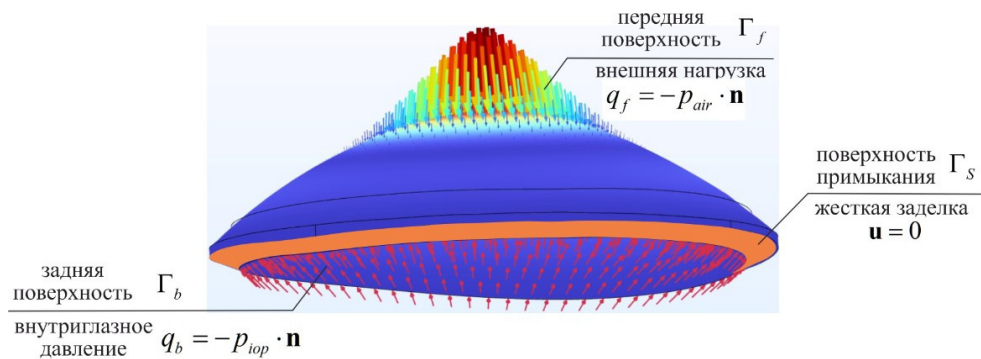 передняя
поверхность Γ_f
внешняя нагрузка
q_f = −p_air · n
поверхность
примыкания Γ_S
жесткая заделка
u = 0
задняя
поверхность Γ_b
внутриглазное
давление q_b = −p_iop · n